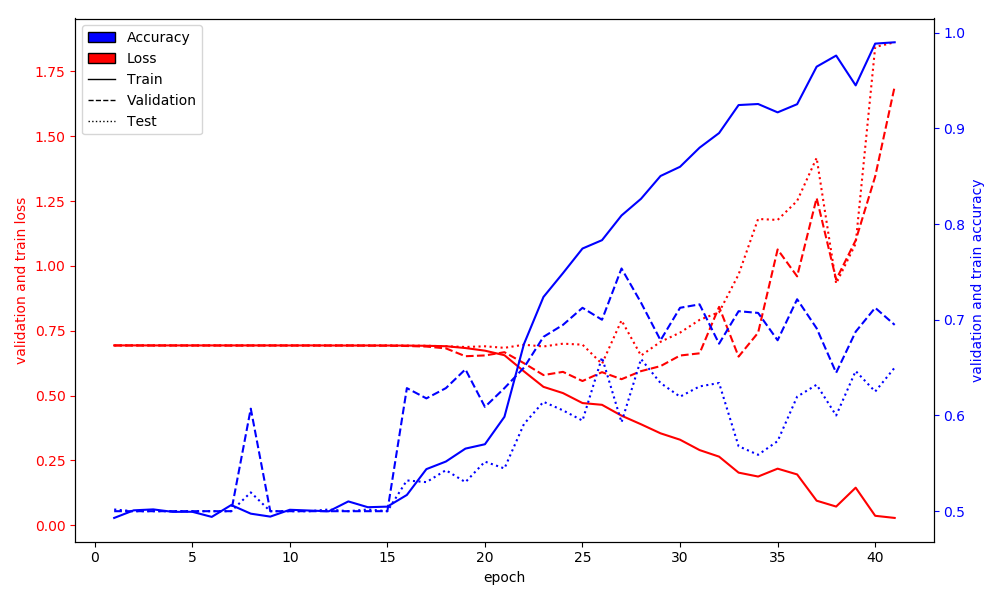 Accuracy
Loss
Train
Validation
Test
validation and train loss
1.75
1.50
1.25
1.00
0.75
0.50
0.25
0.00
1.0
0.9
0.8
0.7
0.6
0.5
validation and train accuracy
0 5 10 15 20 25 30 35 40
epoch